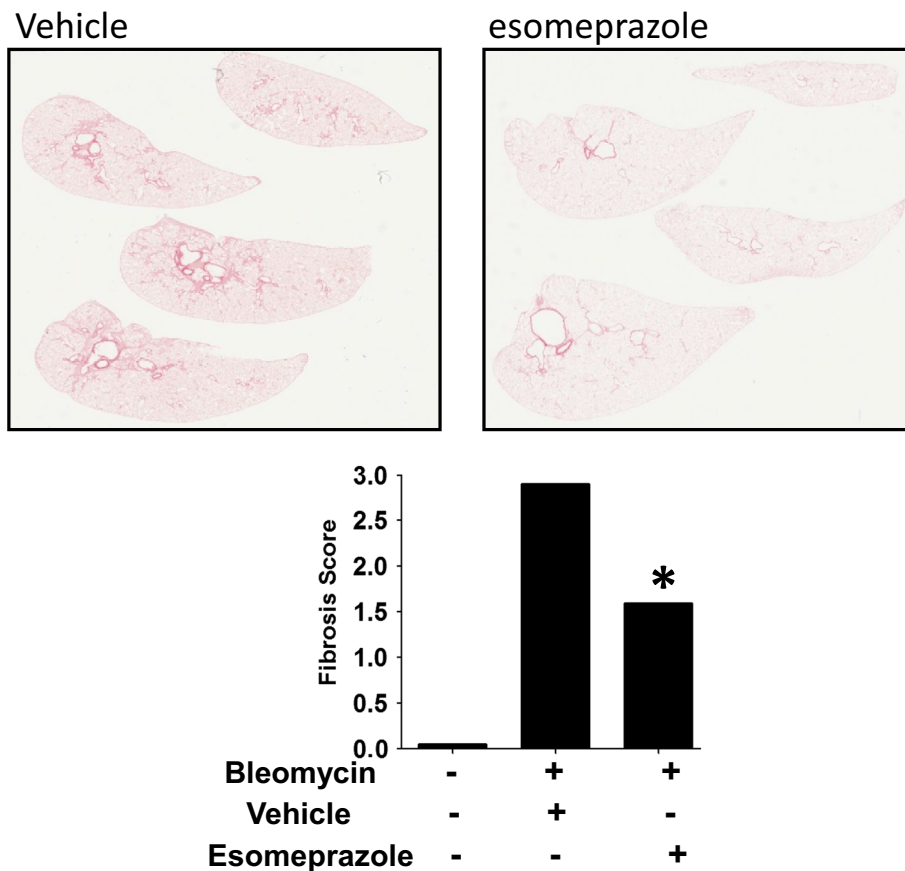 Vehicle
esomeprazole
3.0
2.5
2.0
1.5
1.0
0.5
0.0
Fibrosis Score
*
Bleomycin - + +
Vehicle - + -
Esomeprazole - - +